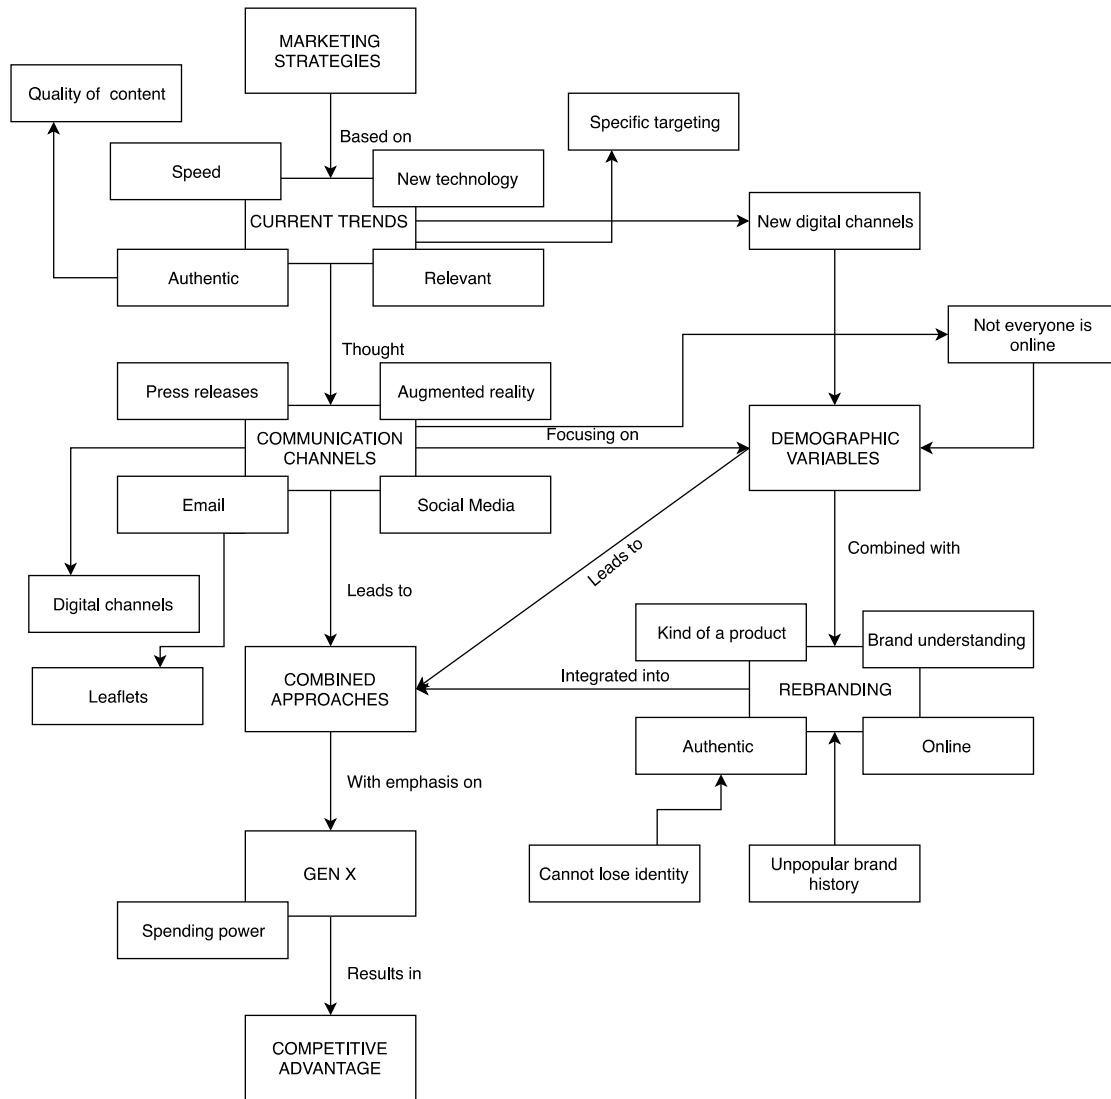 MARKETING
STRATEGIES
Quality of content
Based on
Specific targeting
Speed
New technology
CURRENT TRENDS
New digital channels
Authentic
Relevant
Not everyone is
online
Thought
Press releases
Augmented reality
COMMUNICATION
CHANNELS
Focusing on
DEMOGRAPHIC
VARIABLES
Email
Social Media
Combined with
Leads to
Leads to
Digital channels
Kind of a product
Brand understanding
Leaflets
COMBINED
APPROACHES
Integrated into
REBRANDING
Authentic
Online
With emphasis on
GEN X
Cannot lose identity
Unpopular brand
history
Spending power
Results in
COMPETITIVE
ADVANTAGE